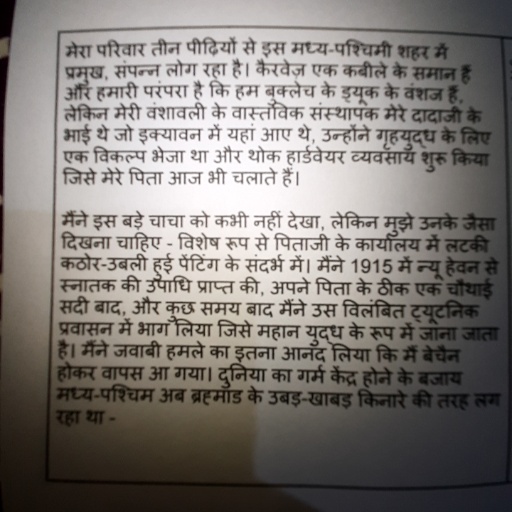 मेरा परिवार तीन पीढ़ियों से इस मध्य-पश्चिमी शहर में
प्रमुख, संपन्न लोग रहा है। कैरवेज़ एक कबीले के समान हैं
और हमारी परंपरा है कि हम बुक्लेच के ड्यूक के वंशज हैं,
लेकिन मेरी वंशावली के वास्तविक संस्थापक मेरे दादाजी के
भाई थे जो इक्यावन में यहां आए थे, उन्होंने गृहयुद्ध के लिए
एक विकल्प भेजा था और थोक हार्डवेयर व्यवसाय शुरू किया
जिसे मेरे पिता आज भी चलाते हैं।
मैंने इस बड़े चाचा को कभी नहीं देखा, लेकिन मुझे उनके जैसा
दिखना चाहिए - विशेष रूप से पिताजी के कार्यालय में लटकी
कठोर-उबली हुई पेंटिंग के संदर्भ में। मैंने 1915 में न्यू हेवन से
स्नातक की उपाधि प्राप्त की, अपने पिता के ठीक एक चौथाई
सदी बाद, और कुछ समय बाद मैंने उस विलंबित ट्यूटनिक
प्रवासन में भाग लिया जिसे महान युद्ध के रूप में जाना जाता
है। मैंने जवाबी हमले का इतना आनंद लिया कि मैं बेचैन
होकर वापस आ गया। दुनिया का गर्म केंद्र होने के बजाय
मध्य-पश्चिम अब ब्रह्मांड के उबड़-खाबड़ किनारे की तरह लग
रहा था -